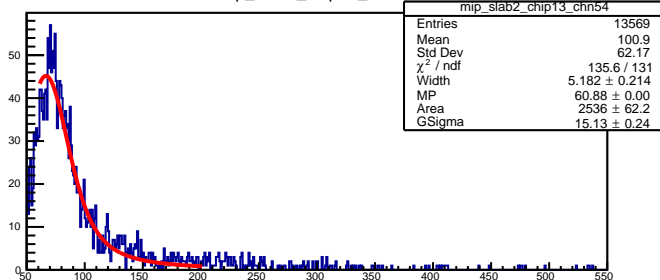 mip_slab2_chip13_chn54
Entries 13569
Mean 100.9
Std Dev 62.17
χ² / ndf 135.6 / 131
Width 5.182 ± 0.214
MP 60.88 ± 0.00
Area 2536 ± 62.2
GSigma 15.13 ± 0.24
60
50
40
30
20
10
0
50 100 150 200 250 300 350 400 450 500 550